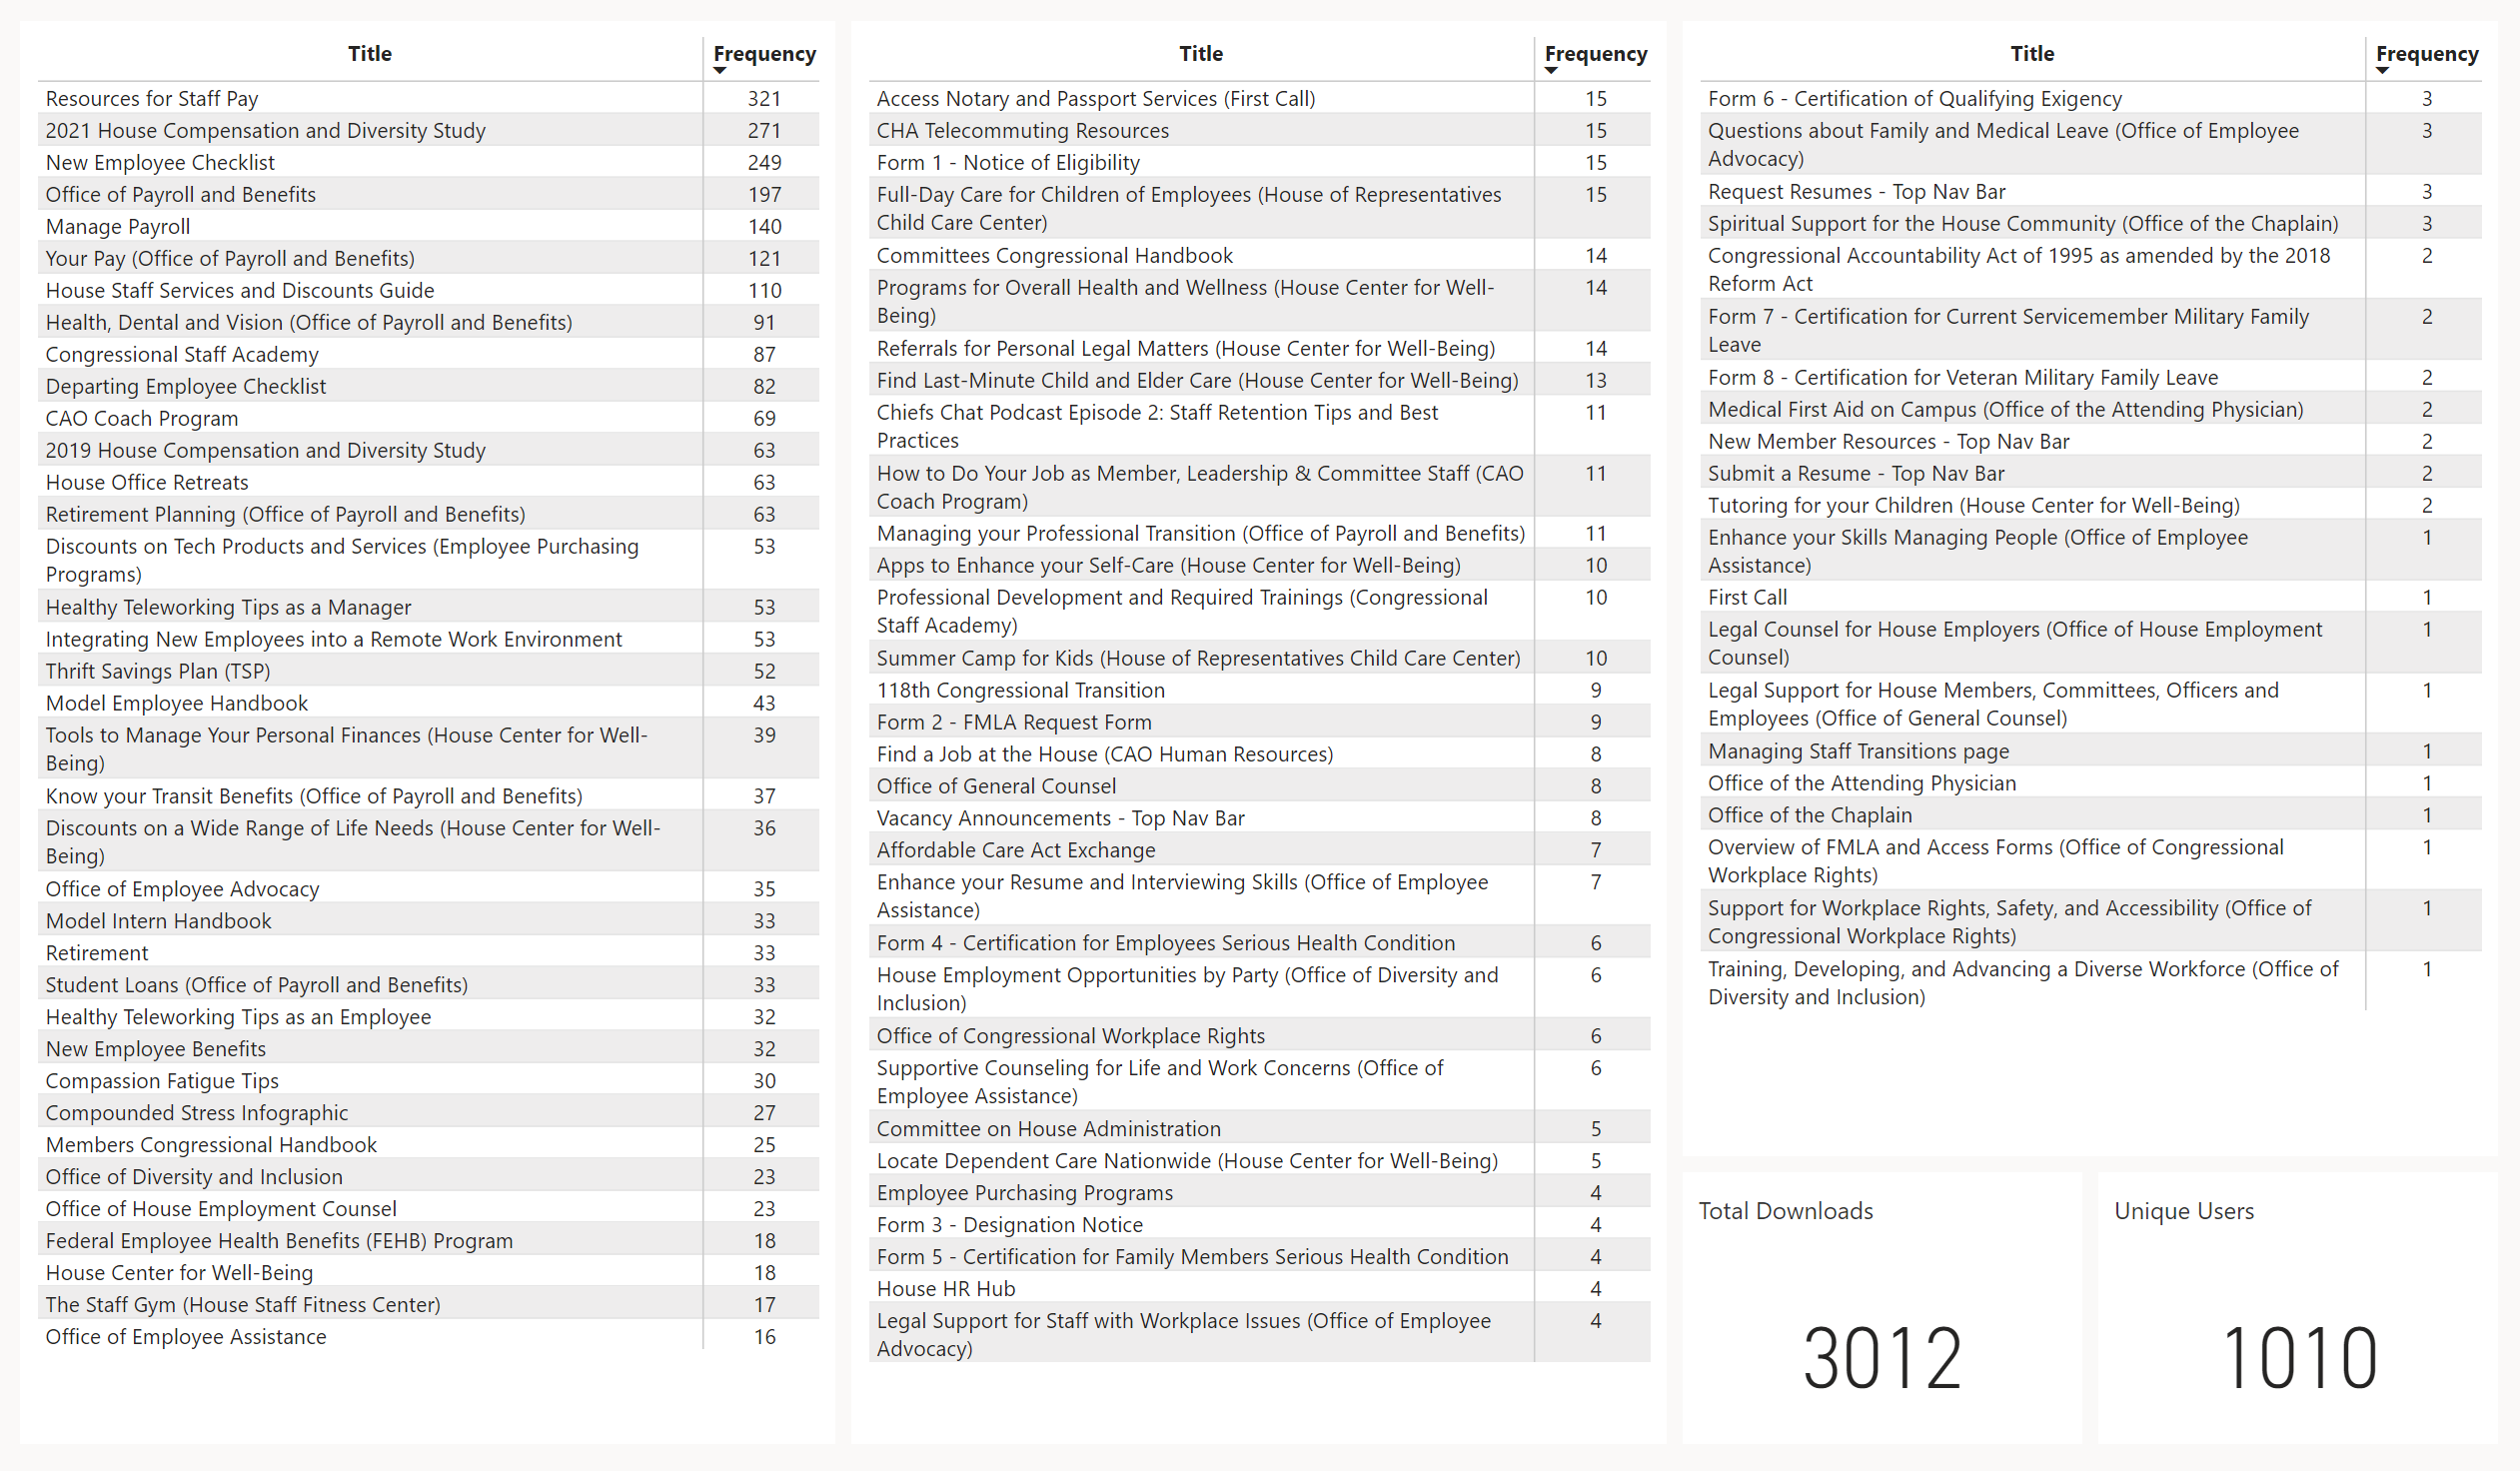 Title Frequency
Resources for Staff Pay 321
2021 House Compensation and Diversity Study 271
New Employee Checklist 249
Office of Payroll and Benefits 197
Manage Payroll 140
Your Pay (Office of Payroll and Benefits) 121
House Staff Services and Discounts Guide 110
Health, Dental and Vision (Office of Payroll and Benefits) 91
Congressional Staff Academy 87
Departing Employee Checklist 82
CAO Coach Program 69
2019 House Compensation and Diversity Study 63
House Office Retreats 63
Retirement Planning (Office of Payroll and Benefits) 63
Discounts on Tech Products and Services (Employee Purchasing 53
Programs)
Healthy Teleworking Tips as a Manager 53
Integrating New Employees into a Remote Work Environment 53
Thrift Savings Plan (TSP) 52
Model Employee Handbook 43
Tools to Manage Your Personal Finances (House Center for Well- 39
Being)
Know your Transit Benefits (Office of Payroll and Benefits) 37
Discounts on a Wide Range of Life Needs (House Center for Well- 36
Being)
Office of Employee Advocacy 35
Model Intern Handbook 33
Retirement 33
Student Loans (Office of Payroll and Benefits) 33
Healthy Teleworking Tips as an Employee 32
New Employee Benefits 32
Compassion Fatigue Tips 30
Compounded Stress Infographic 27
Members Congressional Handbook 25
Office of Diversity and Inclusion 23
Office of House Employment Counsel 23
Federal Employee Health Benefits (FEHB) Program 18
House Center for Well-Being 18
The Staff Gym (House Staff Fitness Center) 17
Office of Employee Assistance 16
Title Frequency
Access Notary and Passport Services (First Call) 15
CHA Telecommuting Resources 15
Form 1 - Notice of Eligibility 15
Full-Day Care for Children of Employees (House of Representatives 15
Child Care Center)
Committees Congressional Handbook 14
Programs for Overall Health and Wellness (House Center for Well- 14
Being)
Referrals for Personal Legal Matters (House Center for Well-Being) 14
Find Last-Minute Child and Elder Care (House Center for Well-Being) 13
Chiefs Chat Podcast Episode 2: Staff Retention Tips and Best 11
Practices
How to Do Your Job as Member, Leadership & Committee Staff (CAO 11
Coach Program)
Managing your Professional Transition (Office of Payroll and Benefits) 11
Apps to Enhance your Self-Care (House Center for Well-Being) 10
Professional Development and Required Trainings (Congressional 10
Staff Academy)
Summer Camp for Kids (House of Representatives Child Care Center) 10
118th Congressional Transition 9
Form 2 - FMLA Request Form 9
Find a Job at the House (CAO Human Resources) 8
Office of General Counsel 8
Vacancy Announcements - Top Nav Bar 8
Affordable Care Act Exchange 7
Enhance your Resume and Interviewing Skills (Office of Employee 7
Assistance)
Form 4 - Certification for Employees Serious Health Condition 6
House Employment Opportunities by Party (Office of Diversity and 6
Inclusion)
Office of Congressional Workplace Rights 6
Supportive Counseling for Life and Work Concerns (Office of 6
Employee Assistance)
Committee on House Administration 5
Locate Dependent Care Nationwide (House Center for Well-Being) 5
Employee Purchasing Programs 4
Form 3 - Designation Notice 4
Form 5 - Certification for Family Members Serious Health Condition 4
House HR Hub 4
Legal Support for Staff with Workplace Issues (Office of Employee 4
Advocacy)
Title Frequency
Form 6 - Certification of Qualifying Exigency 3
Questions about Family and Medical Leave (Office of Employee 3
Advocacy)
Request Resumes - Top Nav Bar 3
Spiritual Support for the House Community (Office of the Chaplain) 3
Congressional Accountability Act of 1995 as amended by the 2018 2
Reform Act
Form 7 - Certification for Current Servicemember Military Family 2
Leave
Form 8 - Certification for Veteran Military Family Leave 2
Medical First Aid on Campus (Office of the Attending Physician) 2
New Member Resources - Top Nav Bar 2
Submit a Resume - Top Nav Bar 2
Tutoring for your Children (House Center for Well-Being) 2
Enhance your Skills Managing People (Office of Employee 1
Assistance)
First Call 1
Legal Counsel for House Employers (Office of House Employment 1
Counsel)
Legal Support for House Members, Committees, Officers and 1
Employees (Office of General Counsel)
Managing Staff Transitions page 1
Office of the Attending Physician 1
Office of the Chaplain 1
Overview of FMLA and Access Forms (Office of Congressional 1
Workplace Rights)
Support for Workplace Rights, Safety, and Accessibility (Office of 1
Congressional Workplace Rights)
Training, Developing, and Advancing a Diverse Workforce (Office of 1
Diversity and Inclusion)
Total Downloads
3012
Unique Users
1010